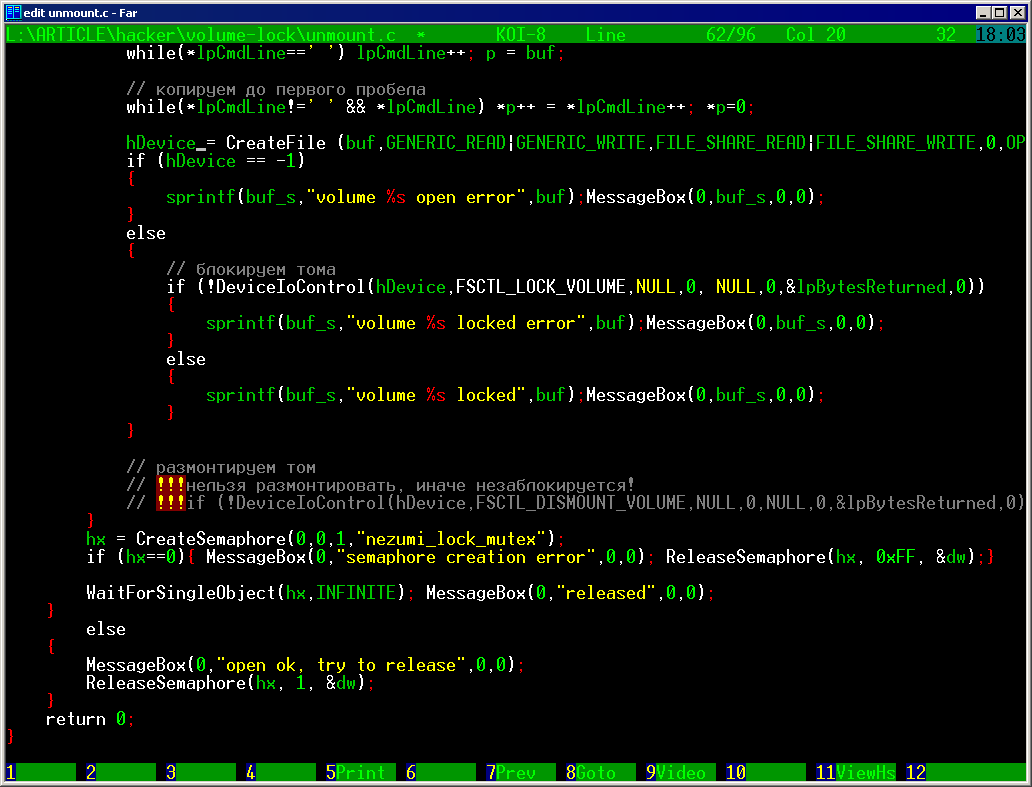 edit unmount.c - Far
L:\ARTICLE\hacker\volume-lock\unmount.c * KOI-8 Line 62/96 Col 20 32 18:03
while(*lpCmdLine==' ') lpCmdLine++; p = buf;
// копируем до первого пробела
while(*lpCmdLine!=' ' && *lpCmdLine) *p++ = *lpCmdLine++; *p=0;
hDevice_= CreateFile (buf,GENERIC_READ|GENERIC_WRITE,FILE_SHARE_READ|FILE_SHARE_WRITE,0,OP
if (hDevice == -1)
{
sprintf(buf_s,"volume %s open error",buf);MessageBox(0,buf_s,0,0);
}
else
{
// блокируем тома
if (!DeviceIoControl(hDevice,FSCTL_LOCK_VOLUME,NULL,0, NULL,0,&lpBytesReturned,0))
{
sprintf(buf_s,"volume %s locked error",buf);MessageBox(0,buf_s,0,0);
}
else
{
sprintf(buf_s,"volume %s locked",buf);MessageBox(0,buf_s,0,0);
}
}
// размонтируем том
// !!!нельзя размонтировать, иначе незаблокируется!
// !!!if (!DeviceIoControl(hDevice,FSCTL_DISMOUNT_VOLUME,NULL,0,NULL,0,&lpBytesReturned,0)
}
hx = CreateSemaphore(0,0,1,"nezumi_lock_mutex");
if (hx==0){ MessageBox(0,"semaphore creation error",0,0); ReleaseSemaphore(hx, 0xFF, &dw);}
WaitForSingleObject(hx,INFINITE); MessageBox(0,"released",0,0);
}
else
{
MessageBox(0,"open ok, try to release",0,0);
ReleaseSemaphore(hx, 1, &dw);
}
return 0;
}
1 2 3 4 5Print 6 7Prev 8Goto 9Video 10 11ViewHs 12